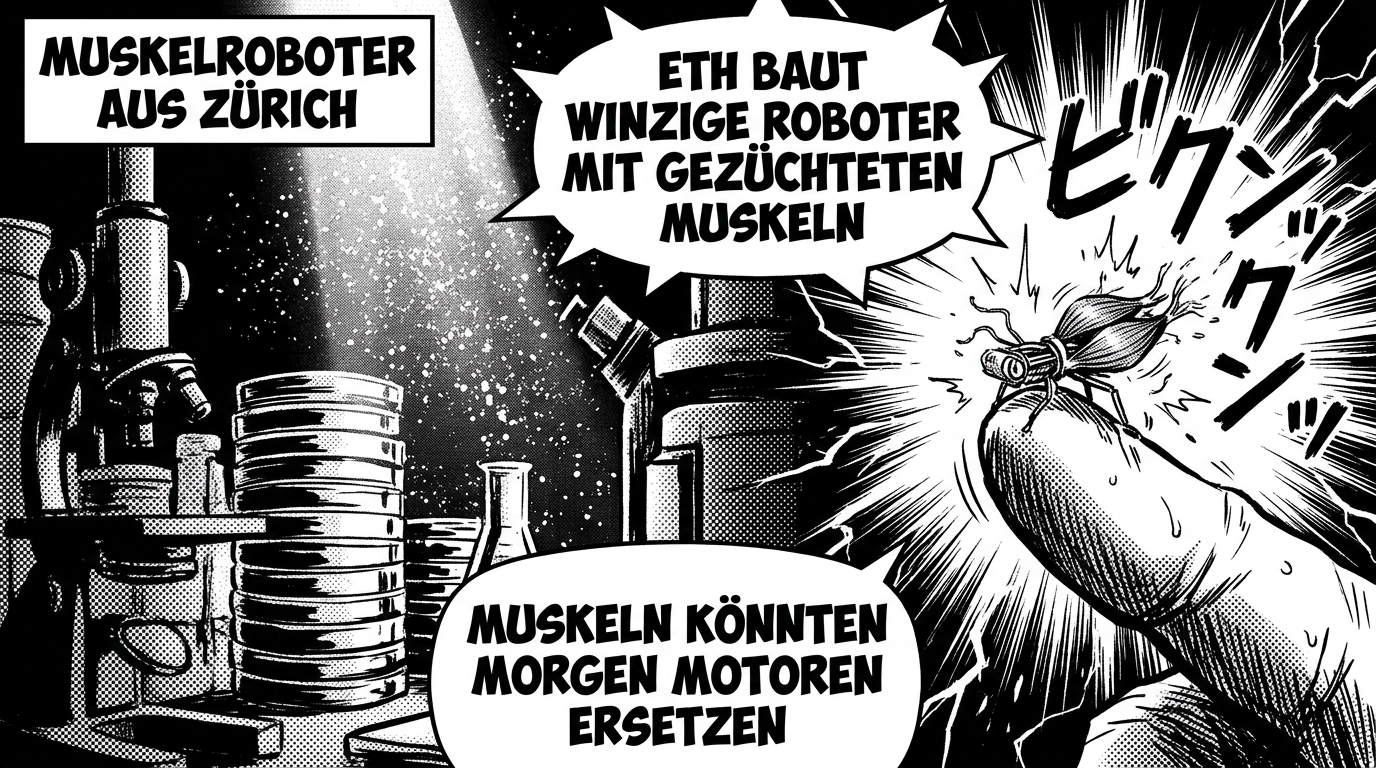 MUSKELROBOTER
AUS ZÜRICH
ETH BAUT
WINZIGE ROBOTER
MIT GEZÜCHTETEN
MUSKELN
ビクンッ
クンッ
MUSKELN KÖNNTEN
MORGEN MOTOREN
ERSETZEN